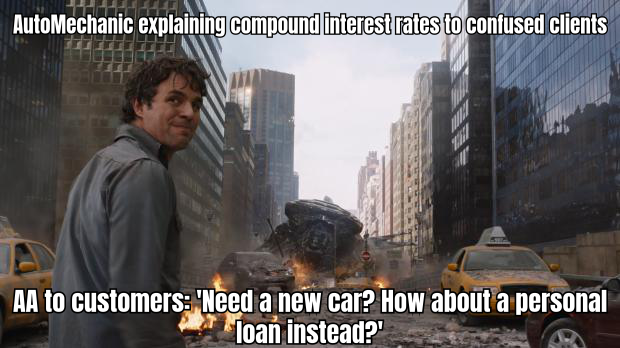 AutoMechanic explaining compound interest rates to confused clients
AA to customers: 'Need a new car? How about a personal
loan instead?'